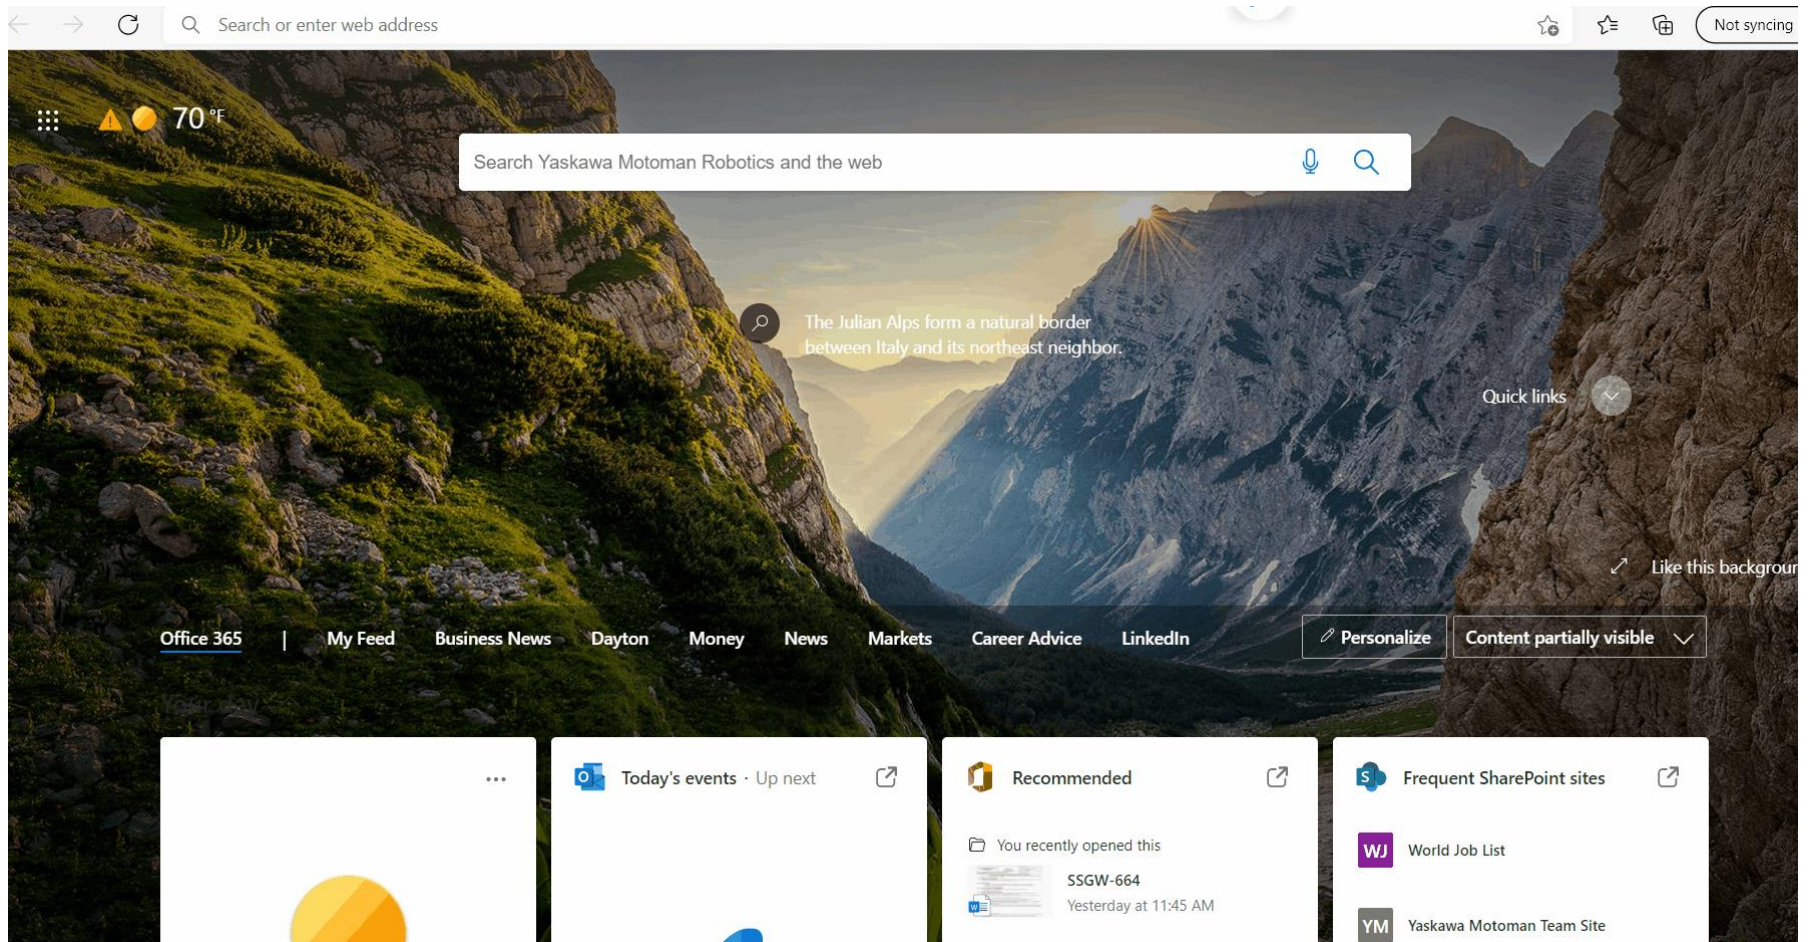 Search or enter web address
Not syncing
70 °F
Search Yaskawa Motoman Robotics and the web
The Julian Alps form a natural border
between Italy and its northeast neighbor.
Quick links
Like this backgroun
Office 365 | My Feed Business News Dayton Money News Markets Career Advice LinkedIn Personalize Content partially visible
Your day
Today's events · Up next
Recommended
Frequent SharePoint sites
You recently opened this
WJ World Job List
SSGW-664
Yesterday at 11:45 AM
YM Yaskawa Motoman Team Site